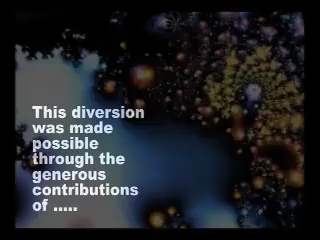 This diversion
was made
possible
through the
generous
contributions
of .....